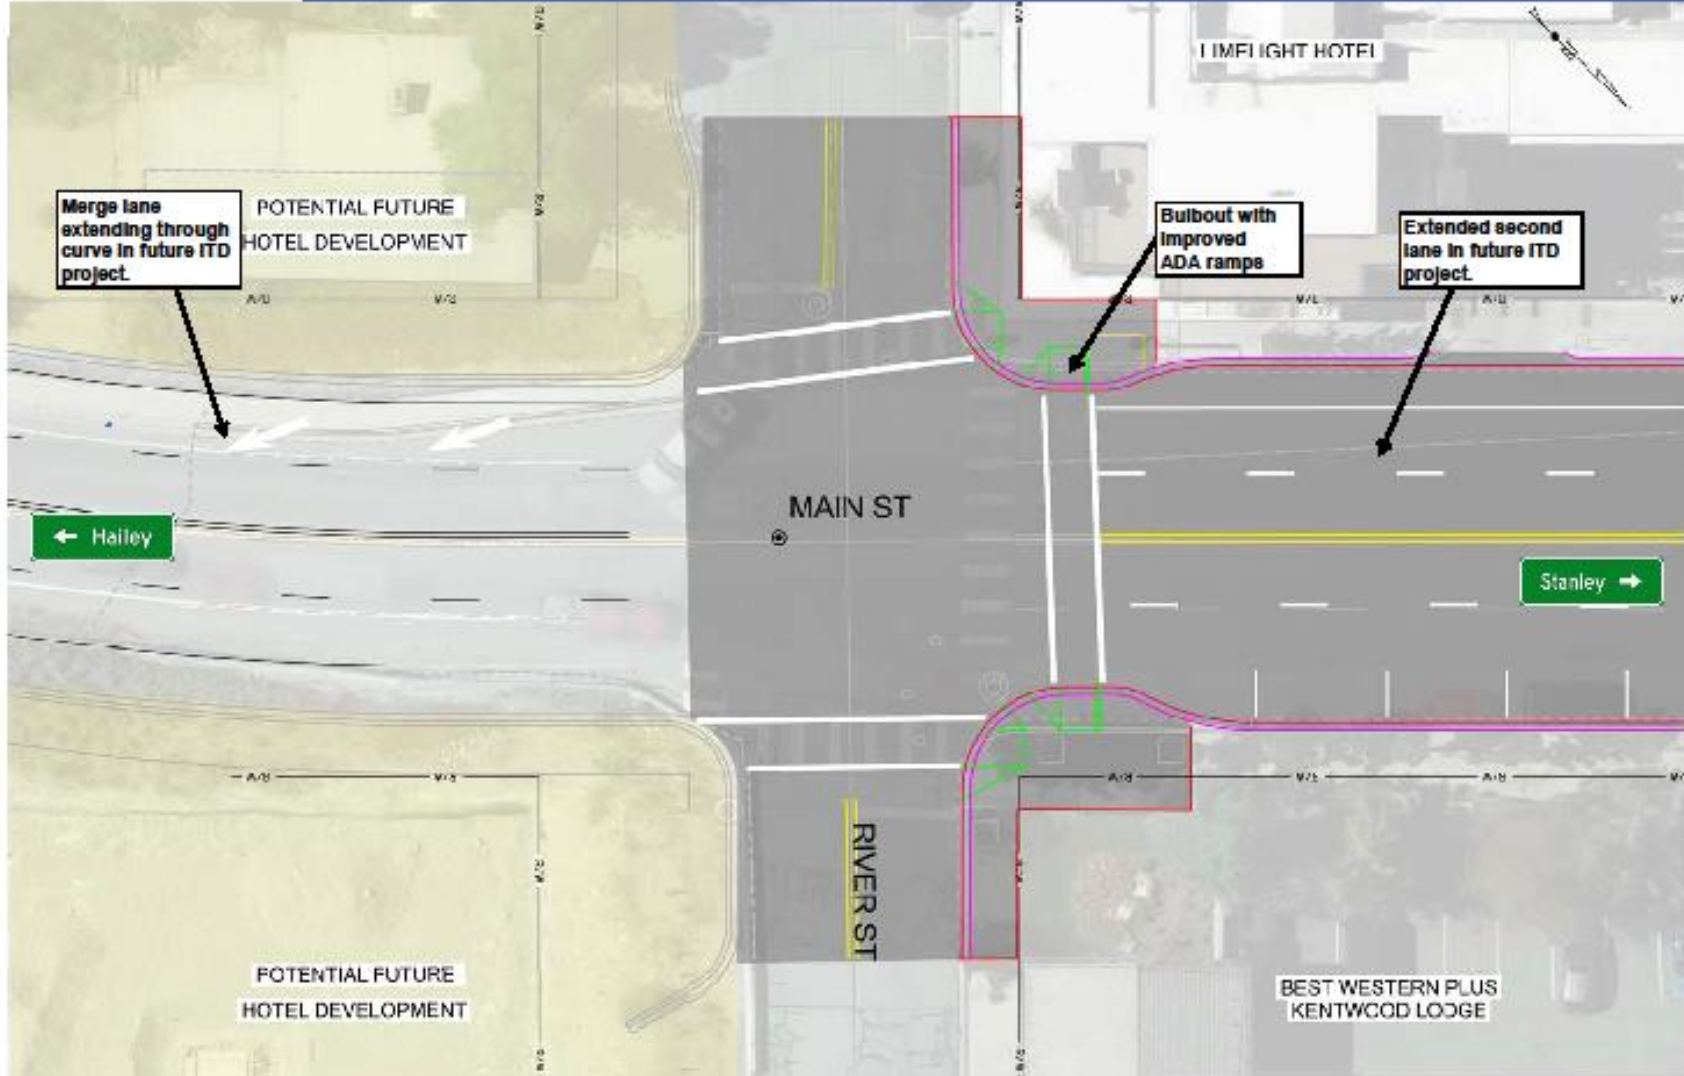 LIMELIGHT HOTEL
Merge lane
extending through
curve in future ITD
project.
POTENTIAL FUTURE
HOTEL DEVELOPMENT
Bulbout with
improved
ADA ramps
Extended second
lane in future ITD
project.
MAIN ST
← Hailey
Stanley →
RIVER ST
POTENTIAL FUTURE
HOTEL DEVELOPMENT
BEST WESTERN PLUS
KENTWOOD LODGE